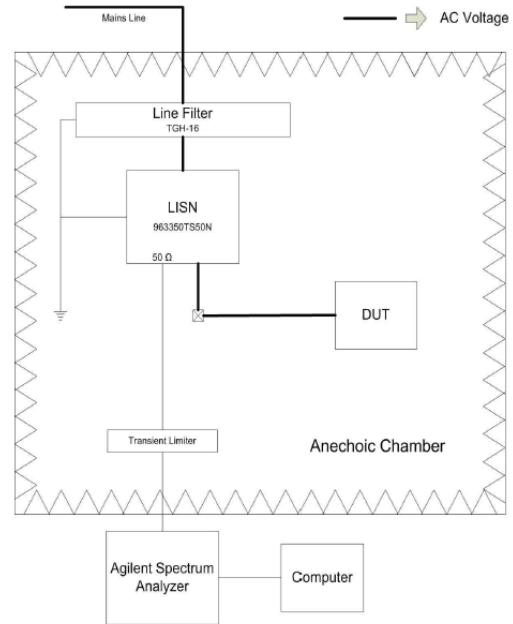 Mains Line
AC Voltage
Line Filter
TGH-16
LISN
963350TS50N
50 Ω
DUT
Transient Limiter
Anechoic Chamber
Agilent Spectrum
Analyzer
Computer